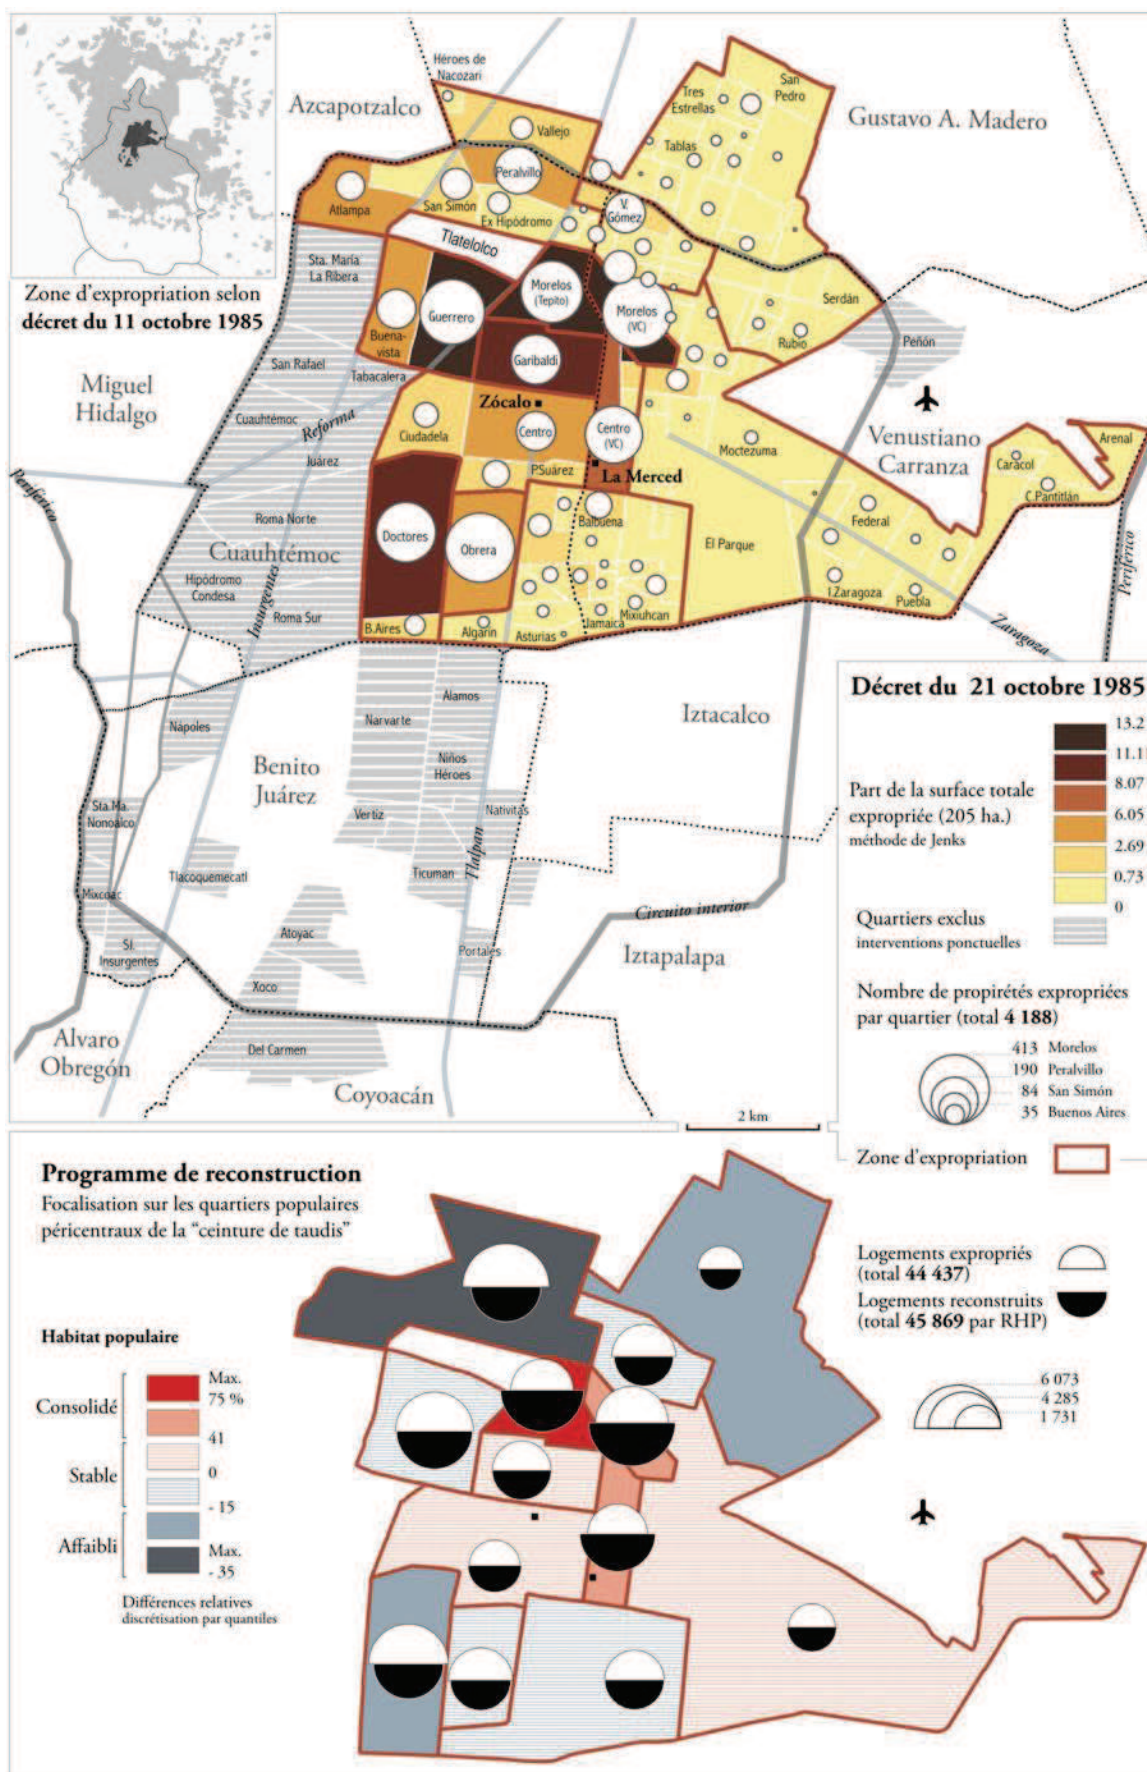 Zone d'expropriation selon
décret du 11 octobre 1985
Azcapotzalco
Gustavo A. Madero
Miguel
Hidalgo
Cuauhtémoc
Venustiano
Carranza
Benito
Juárez
Iztacalco
Iztapalapa
Alvaro
Obregón
Coyoacán
Héroes de
Nacozari
Vallejo
Tres
Estrellas
San
Pedro
Tablas
Peralvillo
Atlampa
San Simón
Ex Hipódromo
V.
Gómez
Tlatelolco
Sta. María
La Ribera
Morelos
(Tepito)
Guerrero
Morelos
(VC)
Buena-
vista
Garibaldi
Serdán
Rubio
Peñón
San Rafael
Tabacalera
Zócalo
Cuauhtémoc
Reforma
Ciudadela
Centro
Centro
(VC)
Juárez
P.Suárez
La Merced
Moctezuma
Caracol
Arenal
C.Pantitlán
Periferico
Roma Norte
Doctores
Obrera
Balbuena
El Parque
Federal
Hipódromo
Condesa
Insurgentes
Roma Sur
I.Zaragoza
Puebla
Periferico
B.Aires
Algarín
Asturias
Jamaica
Mixiuhcan
Zaragoza
Nápoles
Narvarte
Alamos
Niños
Héroes
Sta.Ma.
Nonoalco
Vertiz
Nativitas
Tlacoquemecatl
Ticuman
Tlalpan
Mixcoac
Atoyac
Circuito interior
SI.
Insurgentes
Portales
Xoco
Del Carmen
Décret du 21 octobre 1985
Part de la surface totale
expropriée (205 ha.)
méthode de Jenks
13.2
11.11
8.07
6.05
2.69
0.73
0
Quartiers exclus
interventions ponctuelles
Nombre de propirétés expropriées
par quartier (total 4 188)
413 Morelos
190 Peralvillo
84 San Simón
35 Buenos Aires
2 km
Zone d'expropriation
Programme de reconstruction
Focalisation sur les quartiers populaires
péricentraux de la "ceinture de taudis"
Logements expropriés
(total 44 437)
Logements reconstruits
(total 45 869 par RHP)
6 073
4 285
1 731
Habitat populaire
Consolidé
Stable
Affaibli
Max.
75 %
41
0
- 15
Max.
- 35
Différences relatives
discrétisation par quantiles